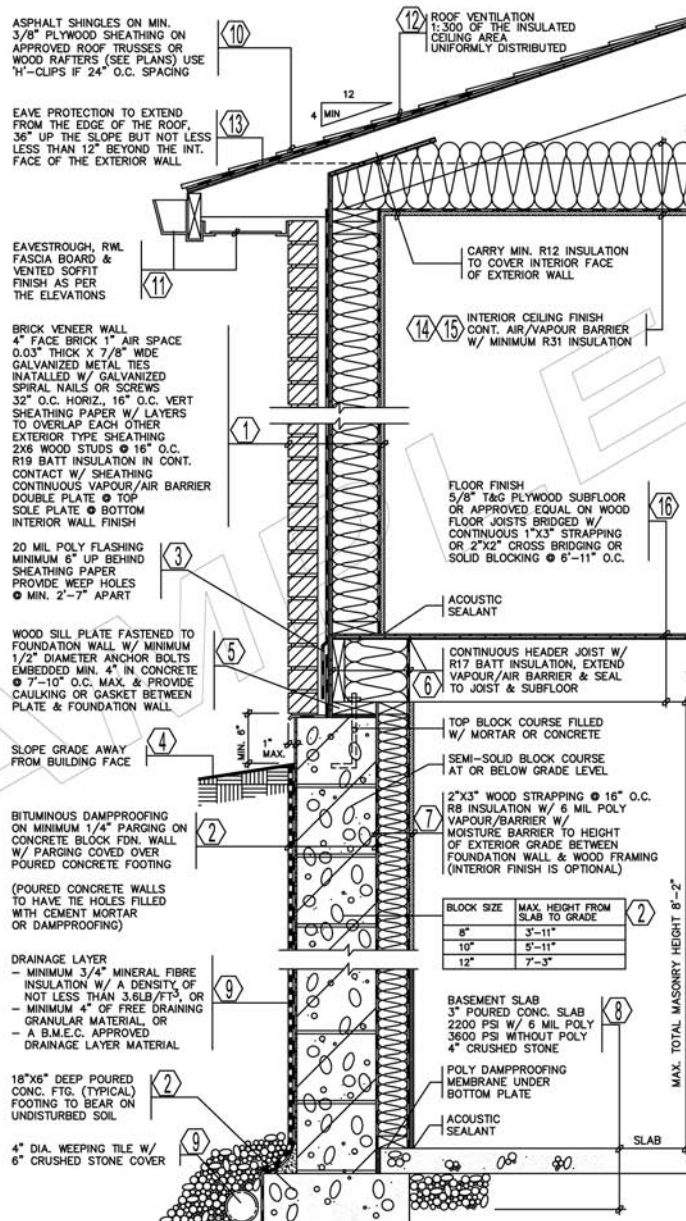 ASPHALT SHINGLES ON MIN.
3/8" PLYWOOD SHEATHING ON
APPROVED ROOF TRUSSES OR
WOOD RAFTERS (SEE PLANS) USE
'H'-CLIPS IF 24" O.C. SPACING
10
12
ROOF VENTILATION
1:300 OF THE INSULATED
CEILING AREA
UNIFORMLY DISTRIBUTED
12
4 MIN
EAVE PROTECTION TO EXTEND
FROM THE EDGE OF THE ROOF,
36" UP THE SLOPE BUT NOT LESS
LESS THAN 12" BEYOND THE INT.
FACE OF THE EXTERIOR WALL
13
EAVESTROUGH, RWL
FASCIA BOARD &
VENTED SOFFIT
FINISH AS PER
THE ELEVATIONS
11
CARRY MIN. R12 INSULATION
TO COVER INTERIOR FACE
OF EXTERIOR WALL
14 15
INTERIOR CEILING FINISH
CONT. AIR/VAPOUR BARRIER
W/ MINIMUM R31 INSULATION
BRICK VENEER WALL
4" FACE BRICK 1" AIR SPACE
0.03" THICK X 7/8" WIDE
GALVANIZED METAL TIES
INATALLED W/ GALVANIZED
SPIRAL NAILS OR SCREWS
32" O.C. HORIZ., 16" O.C. VERT
SHEATHING PAPER W/ LAYERS
TO OVERLAP EACH OTHER
EXTERIOR TYPE SHEATHING
2X6 WOOD STUDS @ 16" O.C.
R19 BATT INSULATION IN CONT.
CONTACT W/ SHEATHING
CONTINUOUS VAPOUR/AIR BARRIER
DOUBLE PLATE @ TOP
SOLE PLATE @ BOTTOM
INTERIOR WALL FINISH
1
FLOOR FINISH
5/8" T&G PLYWOOD SUBFLOOR
OR APPROVED EQUAL ON WOOD
FLOOR JOISTS BRIDGED W/
CONTINUOUS 1"X3" STRAPPING
OR 2"X2" CROSS BRIDGING OR
SOLID BLOCKING @ 6'-11" O.C.
16
20 MIL POLY FLASHING
MINIMUM 6" UP BEHIND
SHEATHING PAPER
PROVIDE WEEP HOLES
@ MIN. 2'-7" APART
3
ACOUSTIC
SEALANT
WOOD SILL PLATE FASTENED TO
FOUNDATION WALL W/ MINIMUM
1/2" DIAMETER ANCHOR BOLTS
EMBEDDED MIN. 4" IN CONCRETE
@ 7'-10" O.C. MAX. & PROVIDE
CAULKING OR GASKET BETWEEN
PLATE & FOUNDATION WALL
5
6
CONTINUOUS HEADER JOIST W/
R17 BATT INSULATION, EXTEND
VAPOUR/AIR BARRIER & SEAL
TO JOIST & SUBFLOOR
MIN. 6"
1"
MAX.
TOP BLOCK COURSE FILLED
W/ MORTAR OR CONCRETE
SLOPE GRADE AWAY
FROM BUILDING FACE
4
SEMI-SOLID BLOCK COURSE
AT OR BELOW GRADE LEVEL
BITUMINOUS DAMPPROOFING
ON MINIMUM 1/4" PARGING ON
CONCRETE BLOCK FDN. WALL
W/ PARGING COVED OVER
POURED CONCRETE FOOTING
2
7
2"X3" WOOD STRAPPING @ 16" O.C.
R8 INSULATION W/ 6 MIL POLY
VAPOUR/BARRIER W/
MOISTURE BARRIER TO HEIGHT
OF EXTERIOR GRADE BETWEEN
FOUNDATION WALL & WOOD FRAMING
(INTERIOR FINISH IS OPTIONAL)
(POURED CONCRETE WALLS
TO HAVE TIE HOLES FILLED
WITH CEMENT MORTAR
OR DAMPPROOFING)
BLOCK SIZE MAX. HEIGHT FROM
SLAB TO GRADE
8" 3'-11"
10" 5'-11"
12" 7'-3"
2
MAX. TOTAL MASONRY HEIGHT 8'-2"
DRAINAGE LAYER
- MINIMUM 3/4" MINERAL FIBRE
INSULATION W/ A DENSITY OF
NOT LESS THAN 3.6LB/FT³, OR
- MINIMUM 4" OF FREE DRAINING
GRANULAR MATERIAL, OR
- A B.M.E.C. APPROVED
DRAINAGE LAYER MATERIAL
9
BASEMENT SLAB
3" POURED CONC. SLAB
2200 PSI W/ 6 MIL POLY
3600 PSI WITHOUT POLY
4" CRUSHED STONE
8
18"X6" DEEP POURED
CONC. FTG. (TYPICAL)
FOOTING TO BEAR ON
UNDISTURBED SOIL
2
POLY DAMPPROOFING
MEMBRANE UNDER
BOTTOM PLATE
4" DIA. WEEPING TILE W/
6" CRUSHED STONE COVER
9
ACOUSTIC
SEALANT
SLAB
AMPLE